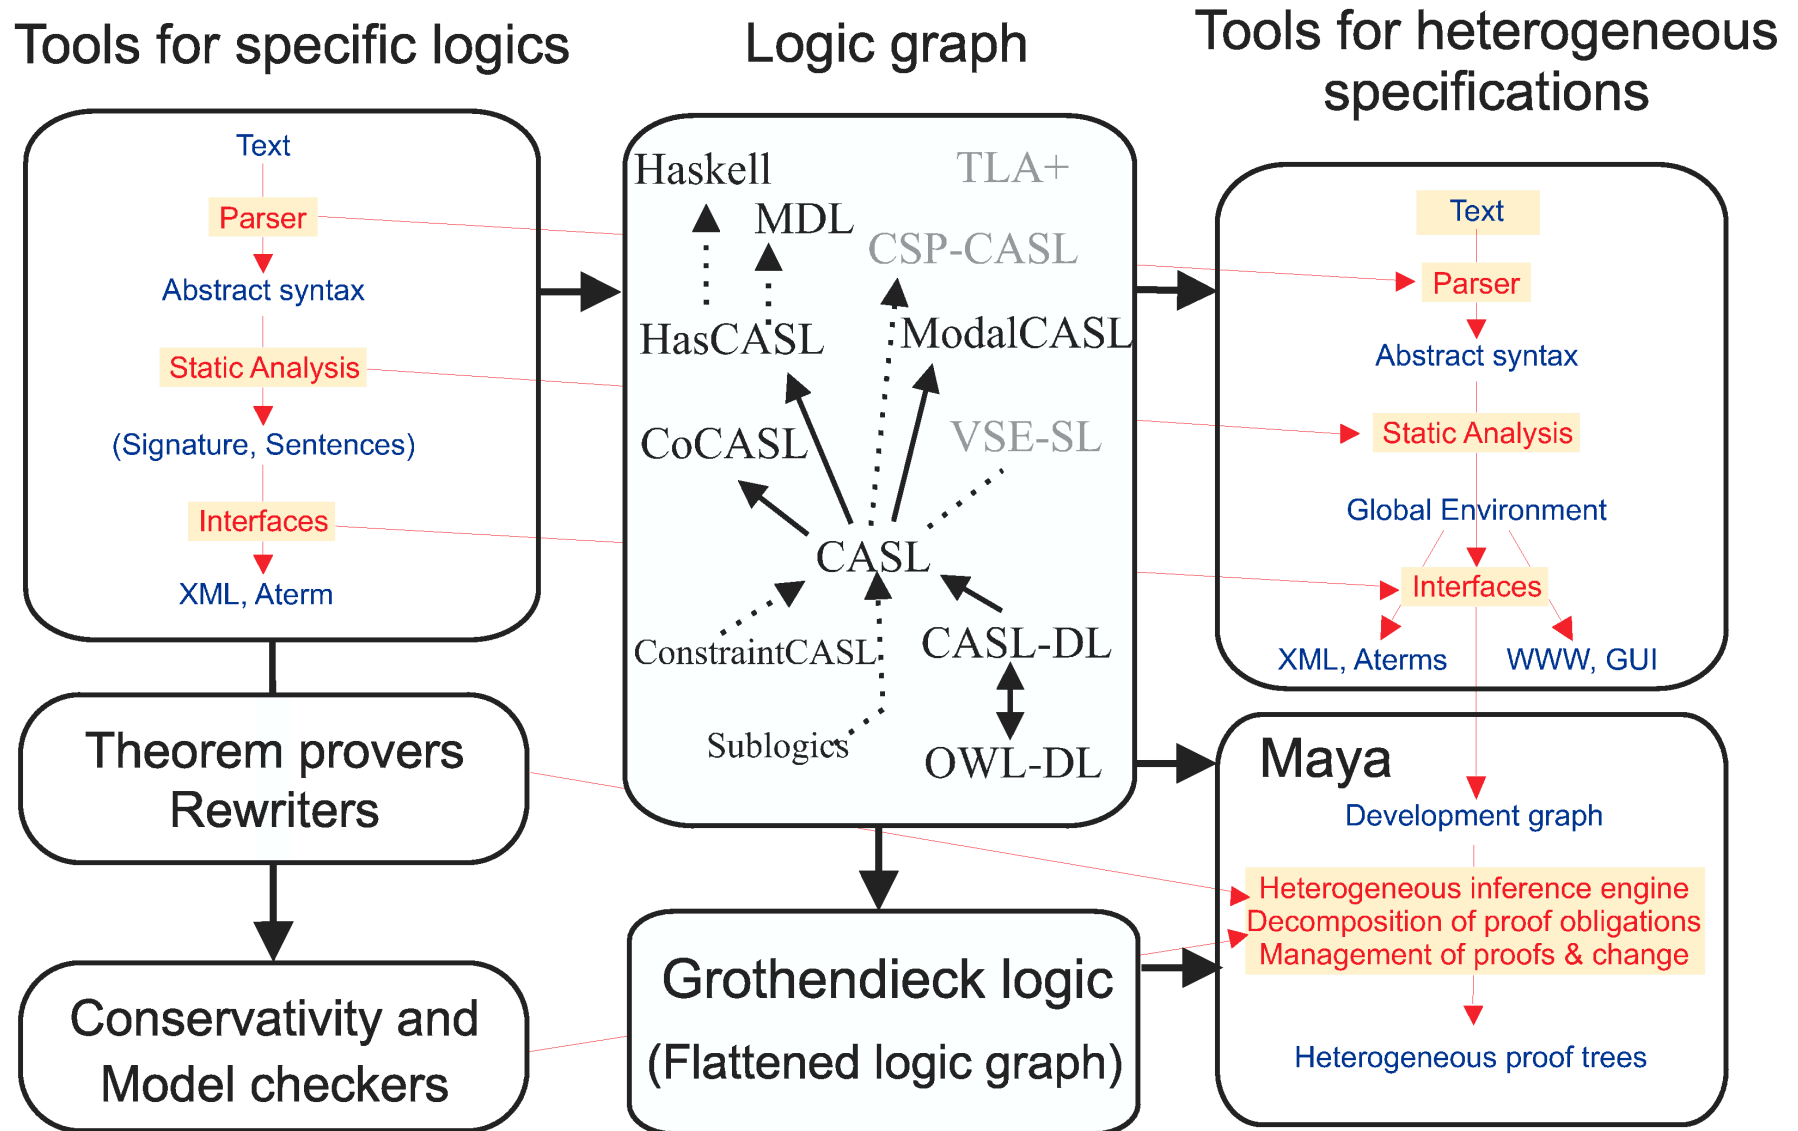 Tools for specific logics
Text
Parser
Abstract syntax
Static Analysis
(Signature, Sentences)
Interfaces
XML, Aterm
Theorem provers
Rewriters
Conservativity and
Model checkers
Logic graph
Haskell
TLA+
MDL
CSP-CASL
HasCASL
ModalCASL
CoCASL
VSE-SL
CASL
ConstraintCASL
CASL-DL
Sublogics
OWL-DL
Grothendieck logic
(Flattened logic graph)
Tools for heterogeneous
specifications
Text
Parser
Abstract syntax
Static Analysis
Global Environment
Interfaces
XML, Aterms
WWW, GUI
Maya
Development graph
Heterogeneous inference engine
Decomposition of proof obligations
Management of proofs & change
Heterogeneous proof trees